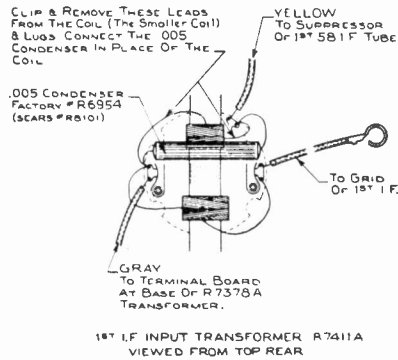 CLIP & REMOVE THESE LEADS
FROM THE COIL (THE SMALLER COIL)
& LUGS CONNECT THE 005
CONDENSER IN PLACE OF THE
COIL
YELLOW
TO SUPPRESSOR
OF 1ST 58 I F TUBE
.005 CONDENSER
FACTORY #R6954
(SEARS #R8101)
TO GRID
OF 1ST I F.
GRAY
TO TERMINAL BOARD
AT BASE OF R7378A
TRANSFORMER.
1ST I.F INPUT TRANSFORMER R7411A
VIEWED FROM TOP REAR